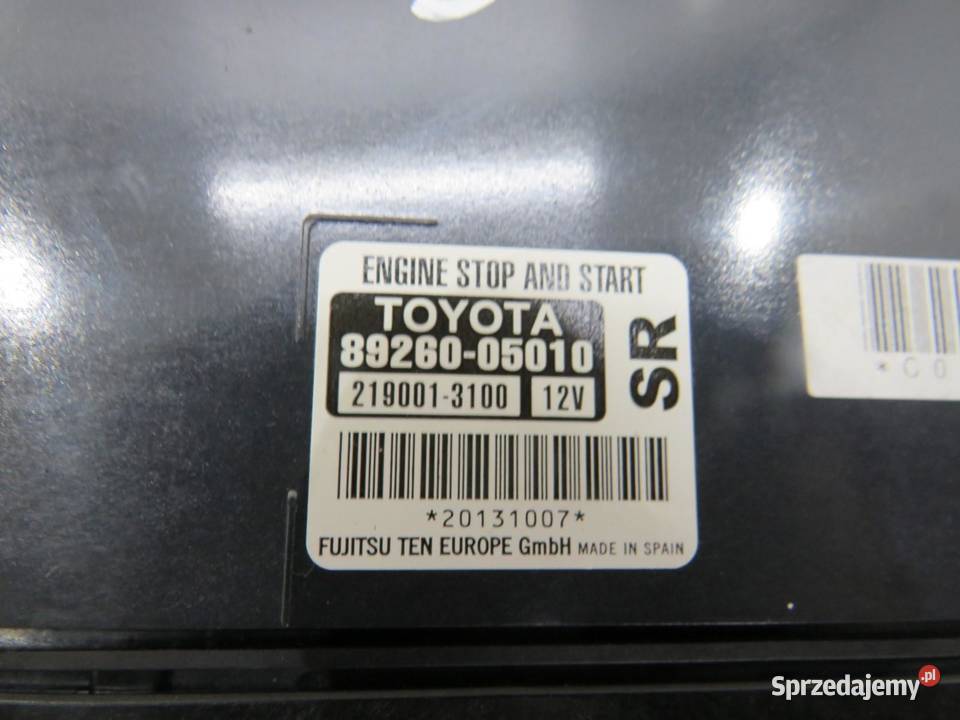 ENGINE STOP AND START
TOYOTA
89260-05010
219001-3100 12V
SR
*20131007*
FUJITSU TEN EUROPE GmbH MADE IN SPAIN
*C0
Sprzedajemy.pl